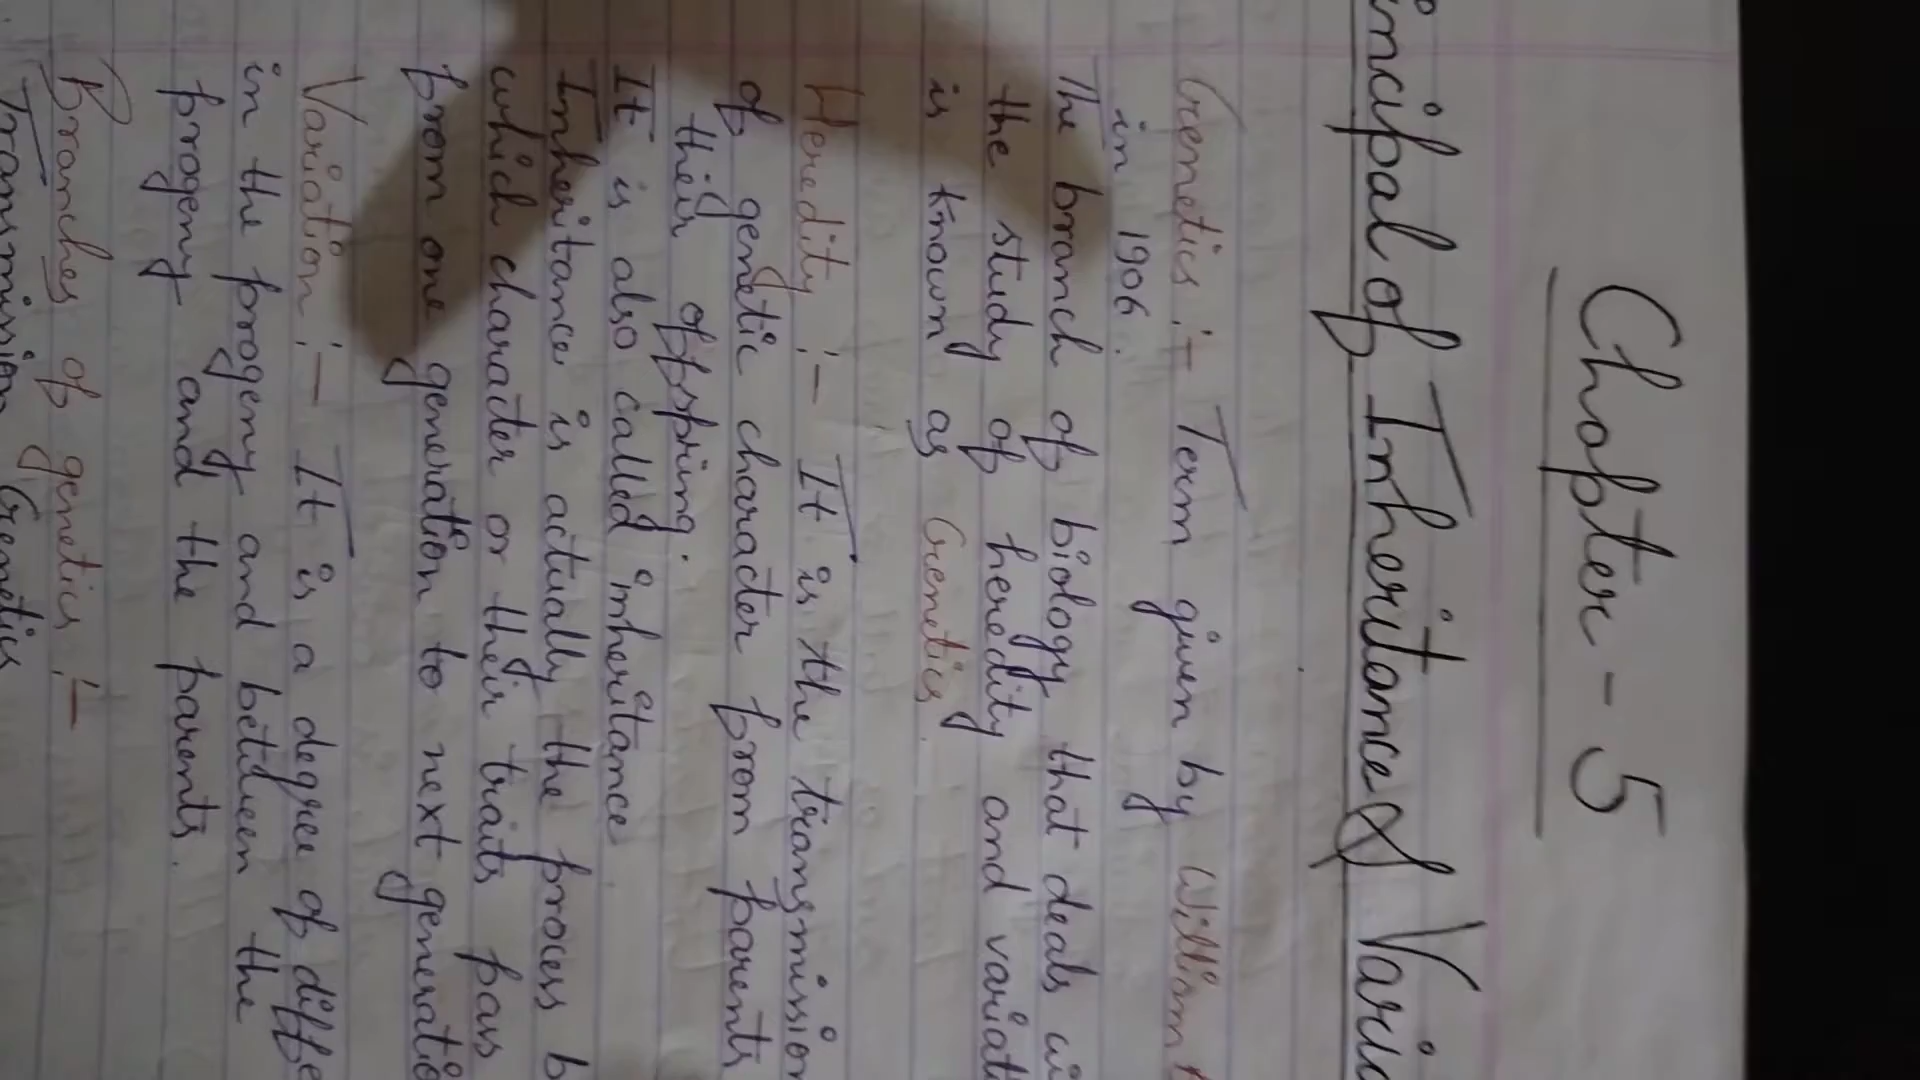 Chapter - 5
incipal of Inheritance & Varia
Genetics :- Term given by William
in 1906.
The branch of biology that deals wi
the study of heredity and variat
is known as Genetics.
Heredity :- It is the transmission
of genetic character from parents
their offspring.
It is also called inheritance
Inheritance is actually the process b
which character or their traits pass
from one generation to next generatio
Variation :- It is a degree of diffe
in the progeny and between the
progeny and the parents.
Branches of genetics :-
Transmission Genetics